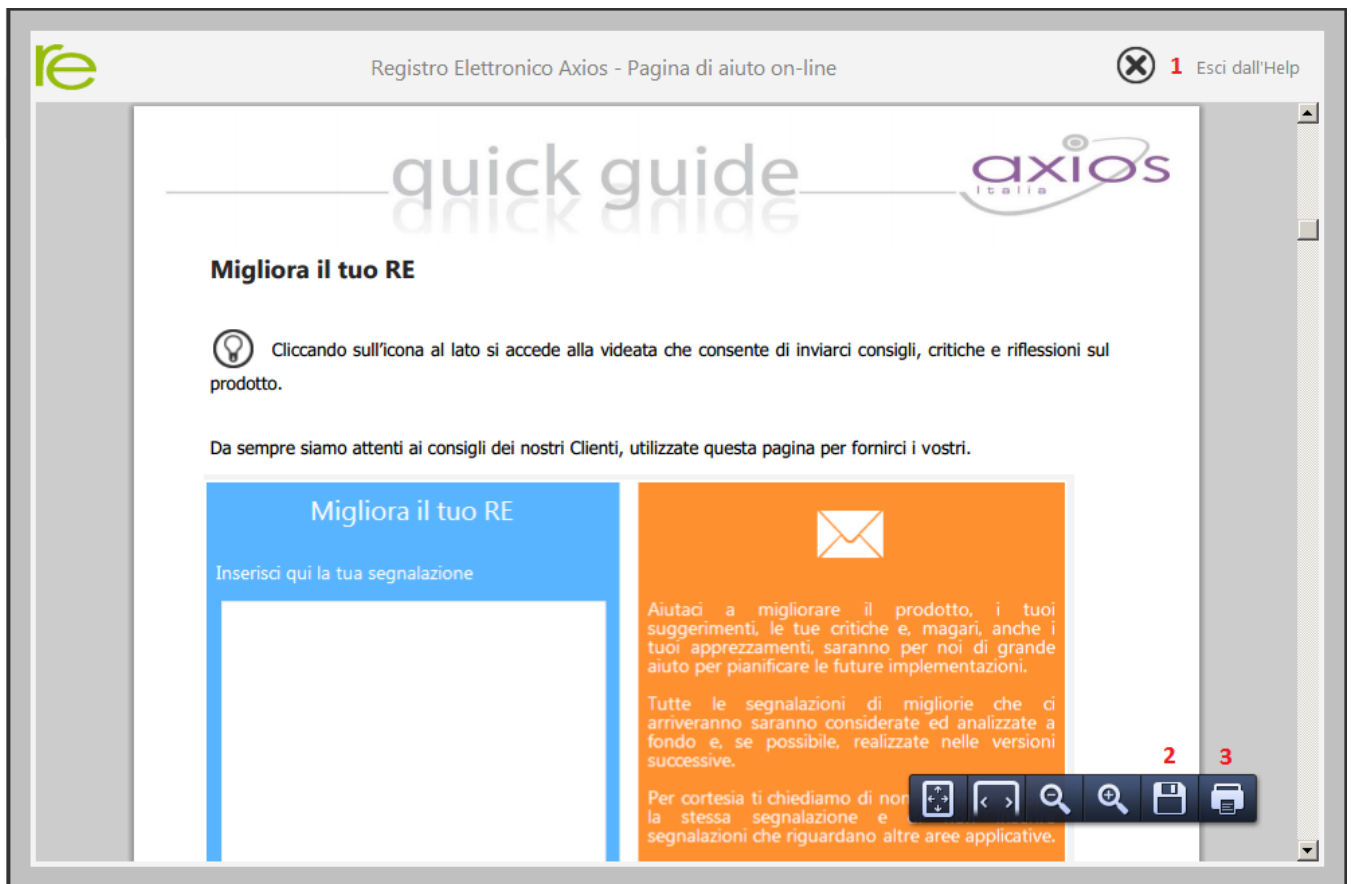 re
Registro Elettronico Axios - Pagina di aiuto on-line
1 Esci dall'Help
quick guide
axios
Italia
Migliora il tuo RE
Cliccando sull'icona al lato si accede alla videata che consente di inviarci consigli, critiche e riflessioni sul
prodotto.
Da sempre siamo attenti ai consigli dei nostri Clienti, utilizzate questa pagina per fornirci i vostri.
Migliora il tuo RE
Inserisci qui la tua segnalazione
Aiutaci a migliorare il prodotto, i tuoi
suggerimenti, le tue critiche e, magari, anche i
tuoi apprezzamenti, saranno per noi di grande
aiuto per pianificare le future implementazioni.
Tutte le segnalazioni di migliorie che ci
arriveranno saranno considerate ed analizzate a
fondo e, se possibile, realizzate nelle versioni
successive.
2 3
Per cortesia ti chiediamo di non
la stessa segnalazione e
segnalazioni che riguardano altre aree applicative.